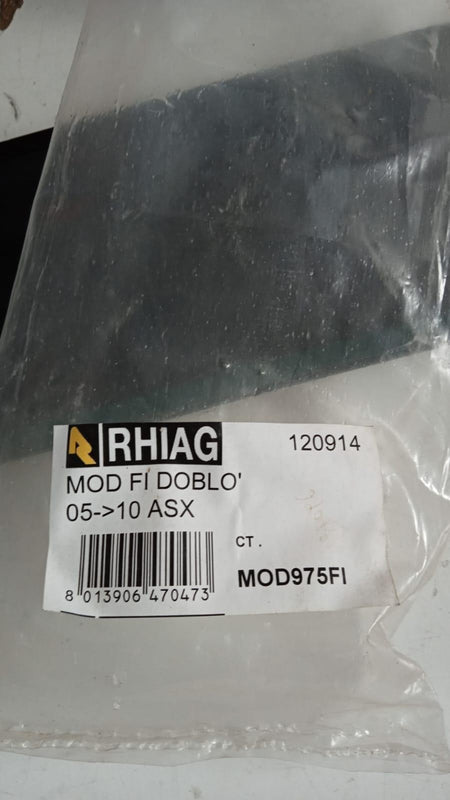 RHIAG
120914
MOD FI DOBLO'
05->10 ASX
CT.
MOD975FI
8 013906 470473